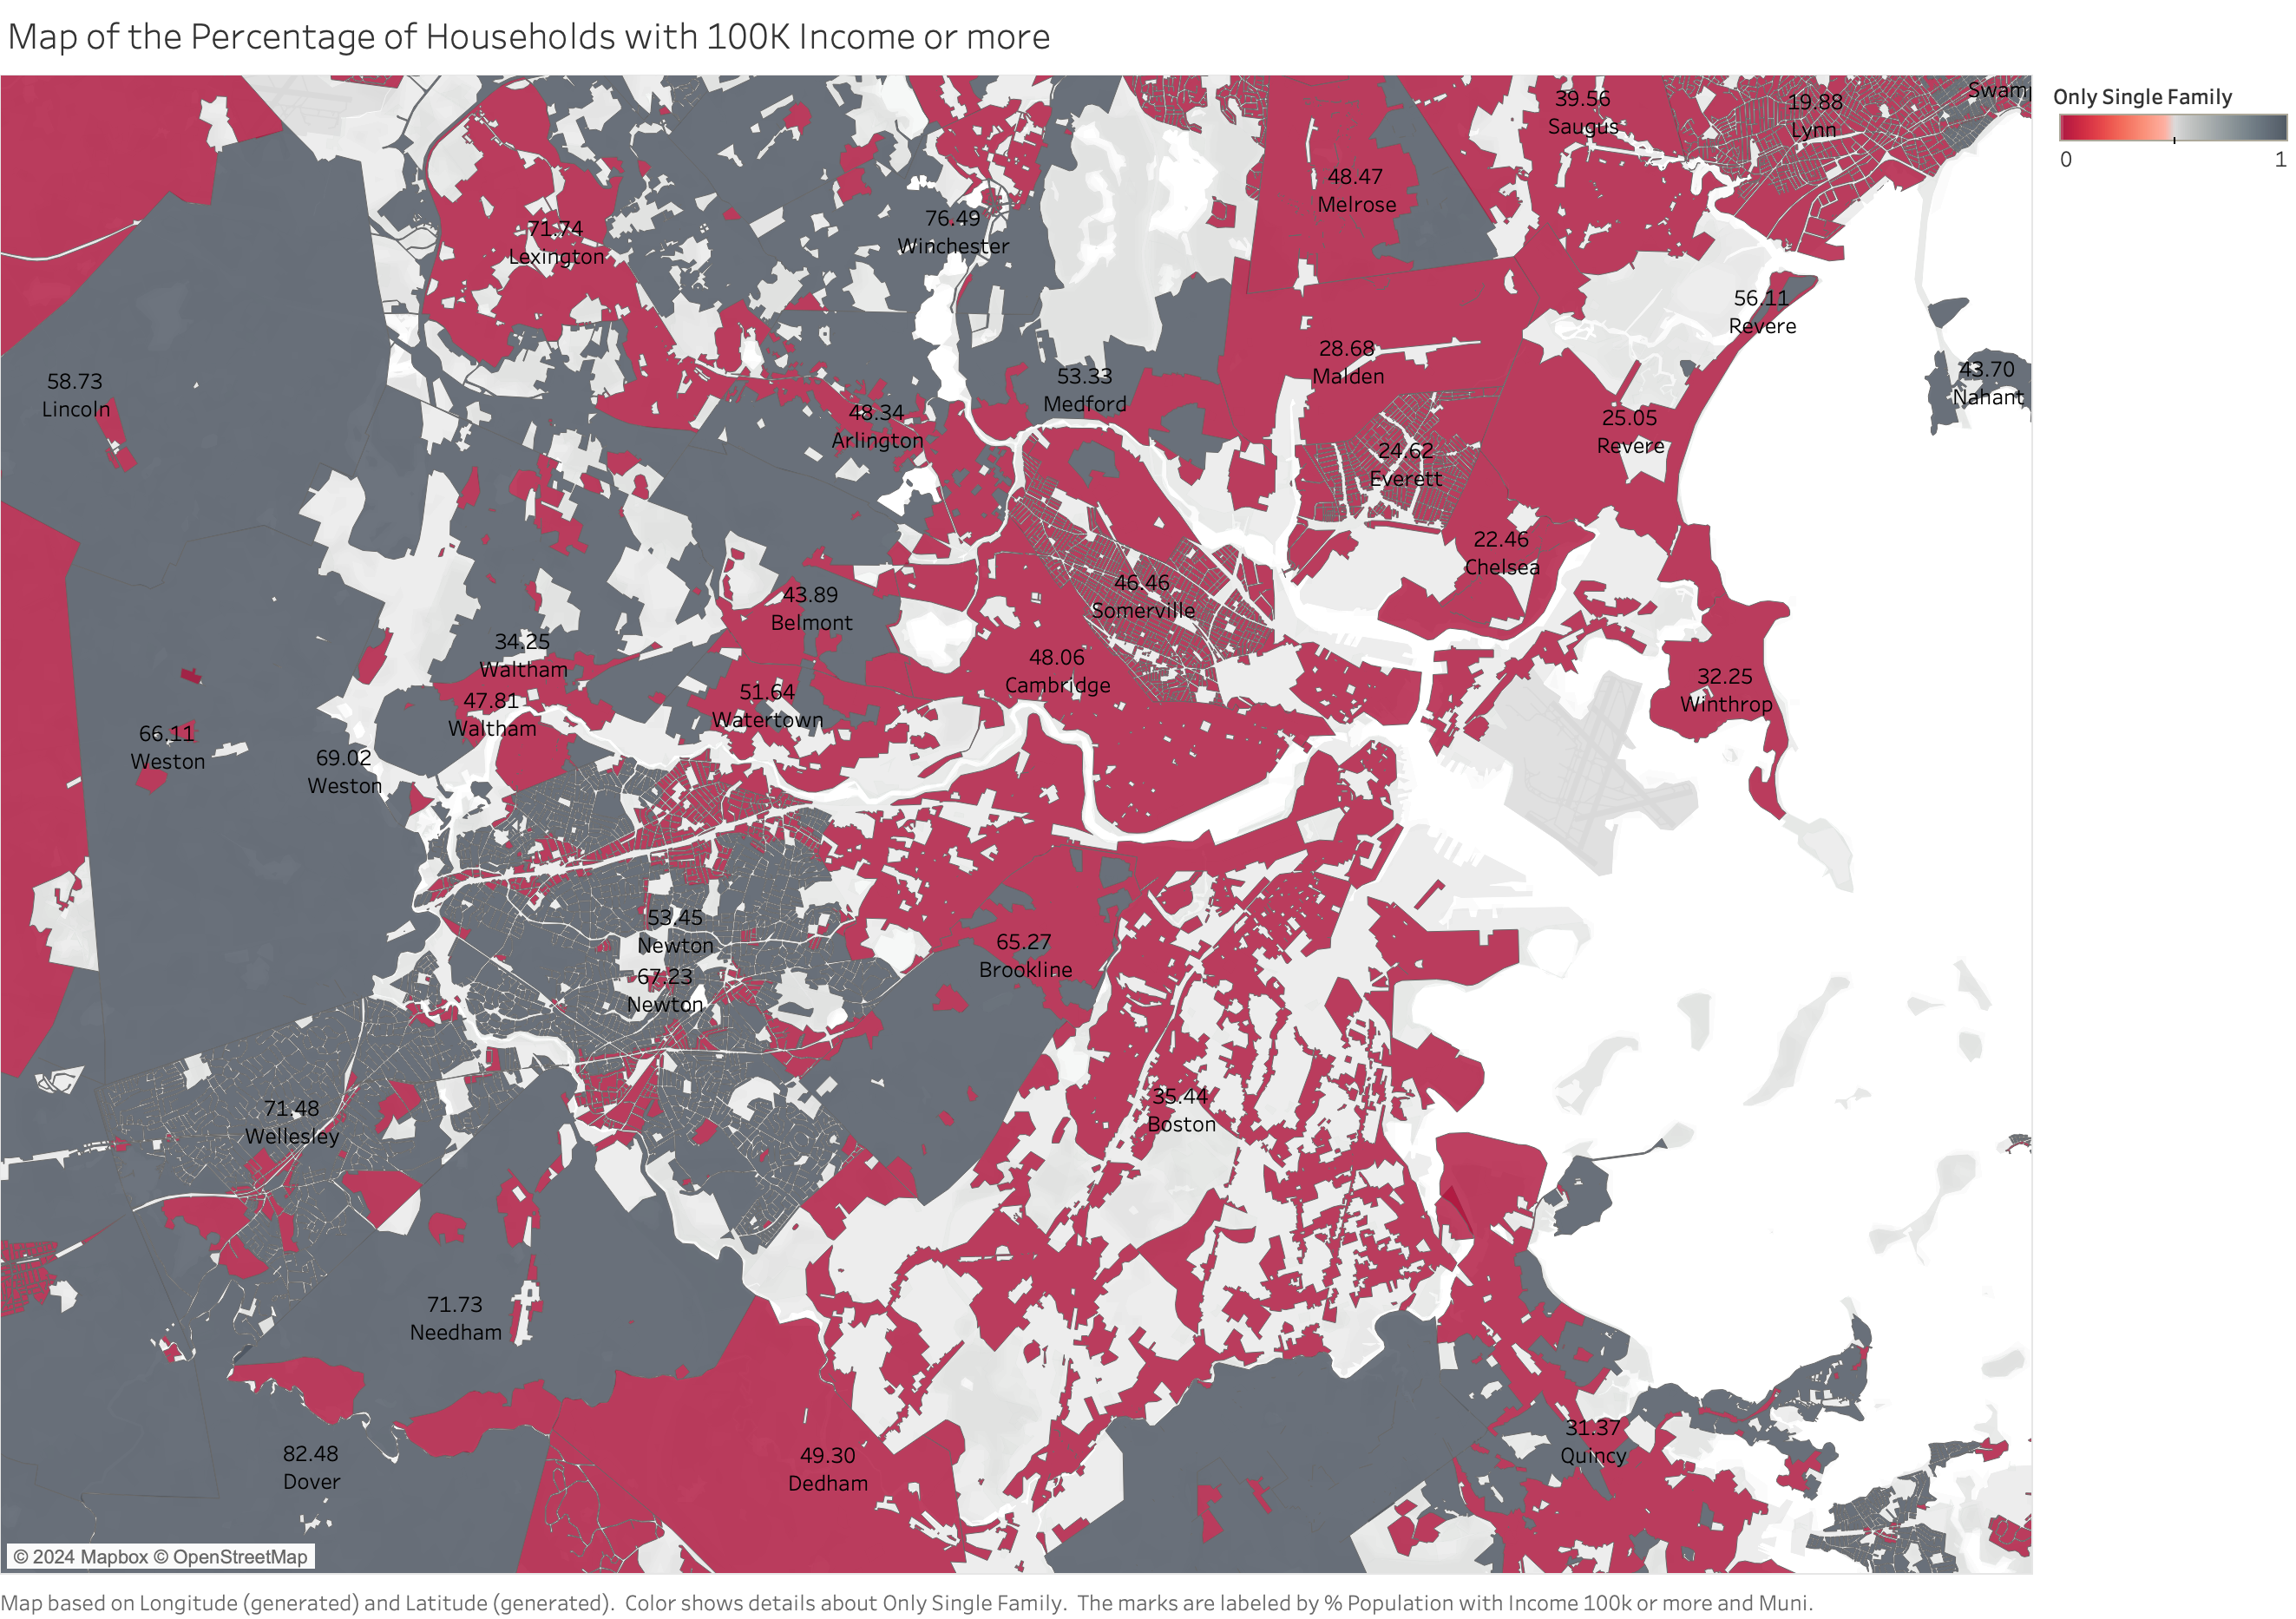 Map of the Percentage of Households with 100K Income or more
Only Single Family
0 1
39.56
Saugus
19.88
Lynn
Swamp
48.47
Melrose
71.74
Lexington
76.49
Winchester
56.11
Revere
28.68
Malden
58.73
Lincoln
53.33
Medford
43.70
Nahant
48.34
Arlington
25.05
Revere
24.62
Everett
22.46
Chelsea
43.89
Belmont
46.46
Somerville
34.25
Waltham
48.06
Cambridge
32.25
Winthrop
47.81
Waltham
51.64
Watertown
66.11
Weston
69.02
Weston
53.45
Newton
65.27
Brookline
67.23
Newton
71.48
Wellesley
35.44
Boston
71.73
Needham
31.37
Quincy
82.48
Dover
49.30
Dedham
© 2024 Mapbox © OpenStreetMap
Map based on Longitude (generated) and Latitude (generated). Color shows details about Only Single Family. The marks are labeled by % Population with Income 100k or more and Muni.